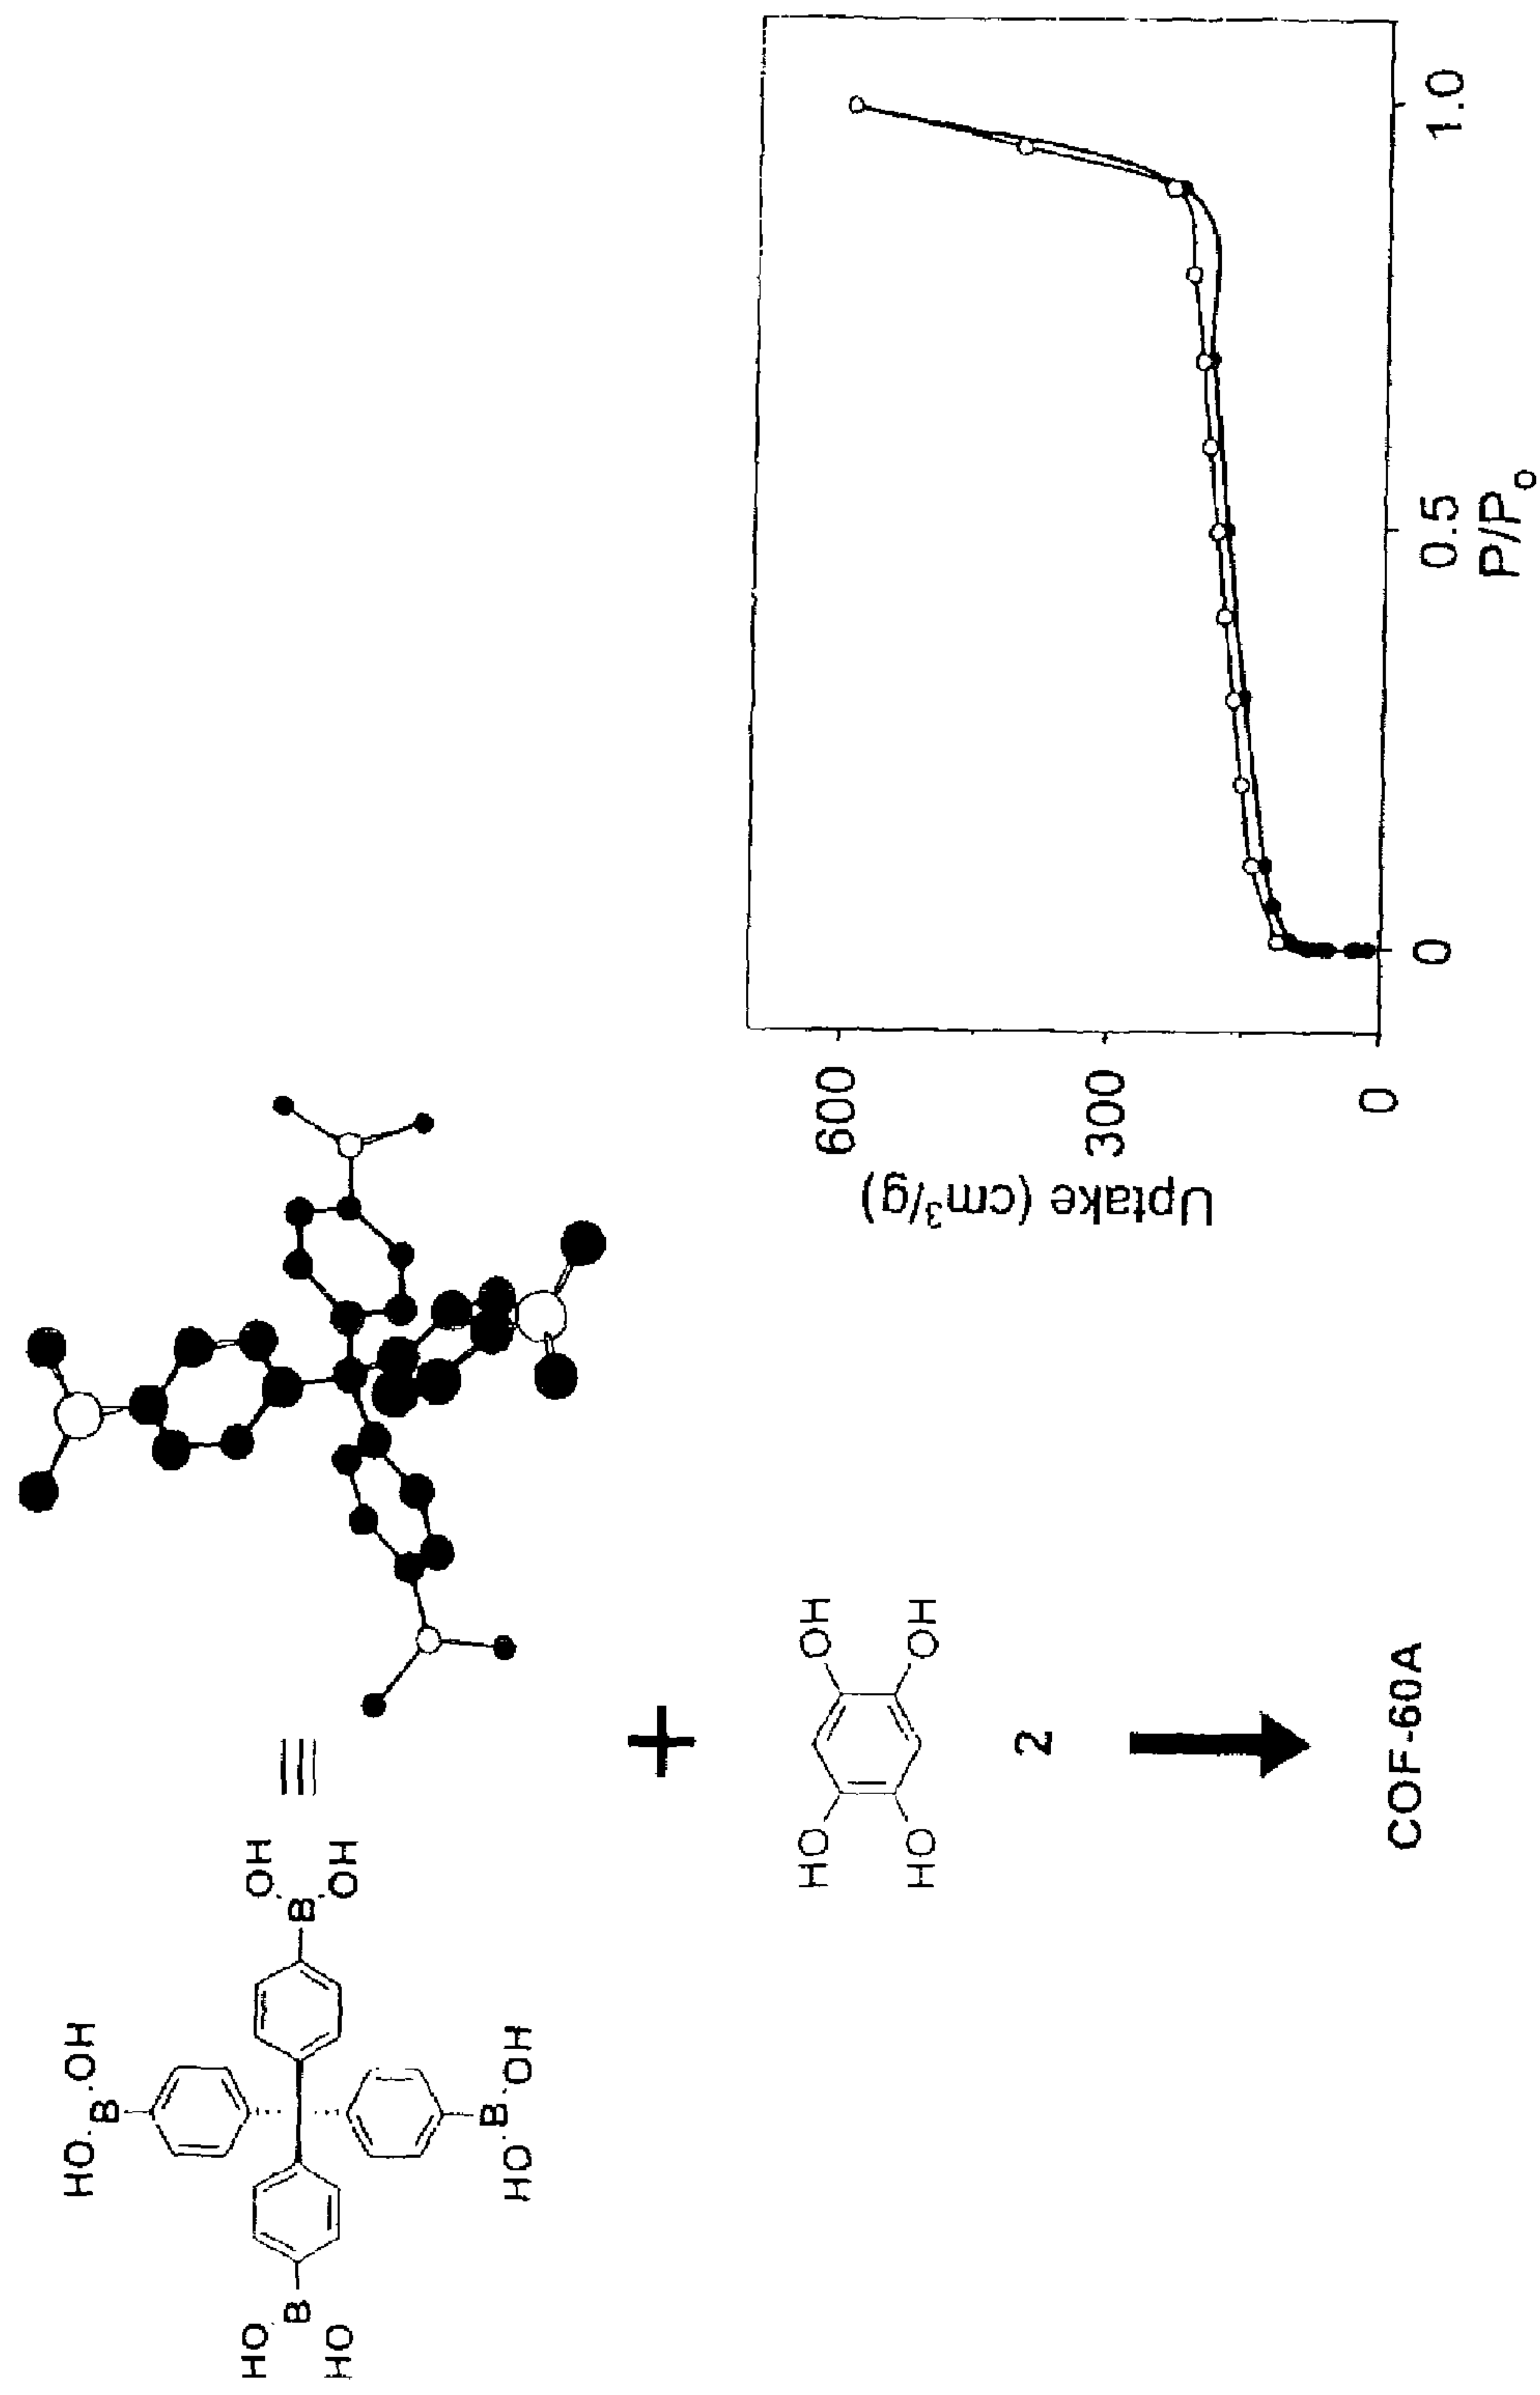 HO OH
B
HO OH
B B
HO OH
B
HO OH
≡
+
HO OH
HO OH
2
COF-60A
Uptake (cm³/g)
600
300
0
0 0.5 1.0
P/P₀